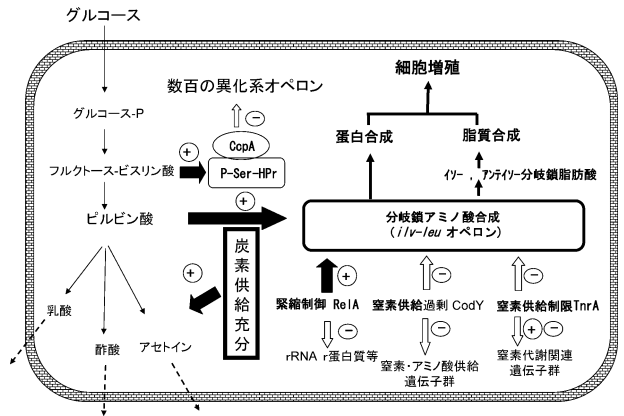 グルコース
細胞増殖
数百の異化系オペロン
⊖
グルコース-P
CcpA
蛋白合成
脂質合成
⊕
フルクトース-ビスリン酸
P-Ser-HPr
イソー , アンテイソー分岐鎖脂肪酸
⊕
ピルビン酸
分岐鎖アミノ酸合成
(ilv-leu オペロン)
炭素供給充分
⊕
⊕
⊖
⊖
緊縮制御 RelA
窒素供給過剰 CodY
窒素供給制限TnrA
乳酸
酢酸
アセトイン
⊖
⊖
⊕⊖
rRNA r蛋白質等
窒素・アミノ酸供給
遺伝子群
窒素代謝関連
遺伝子群